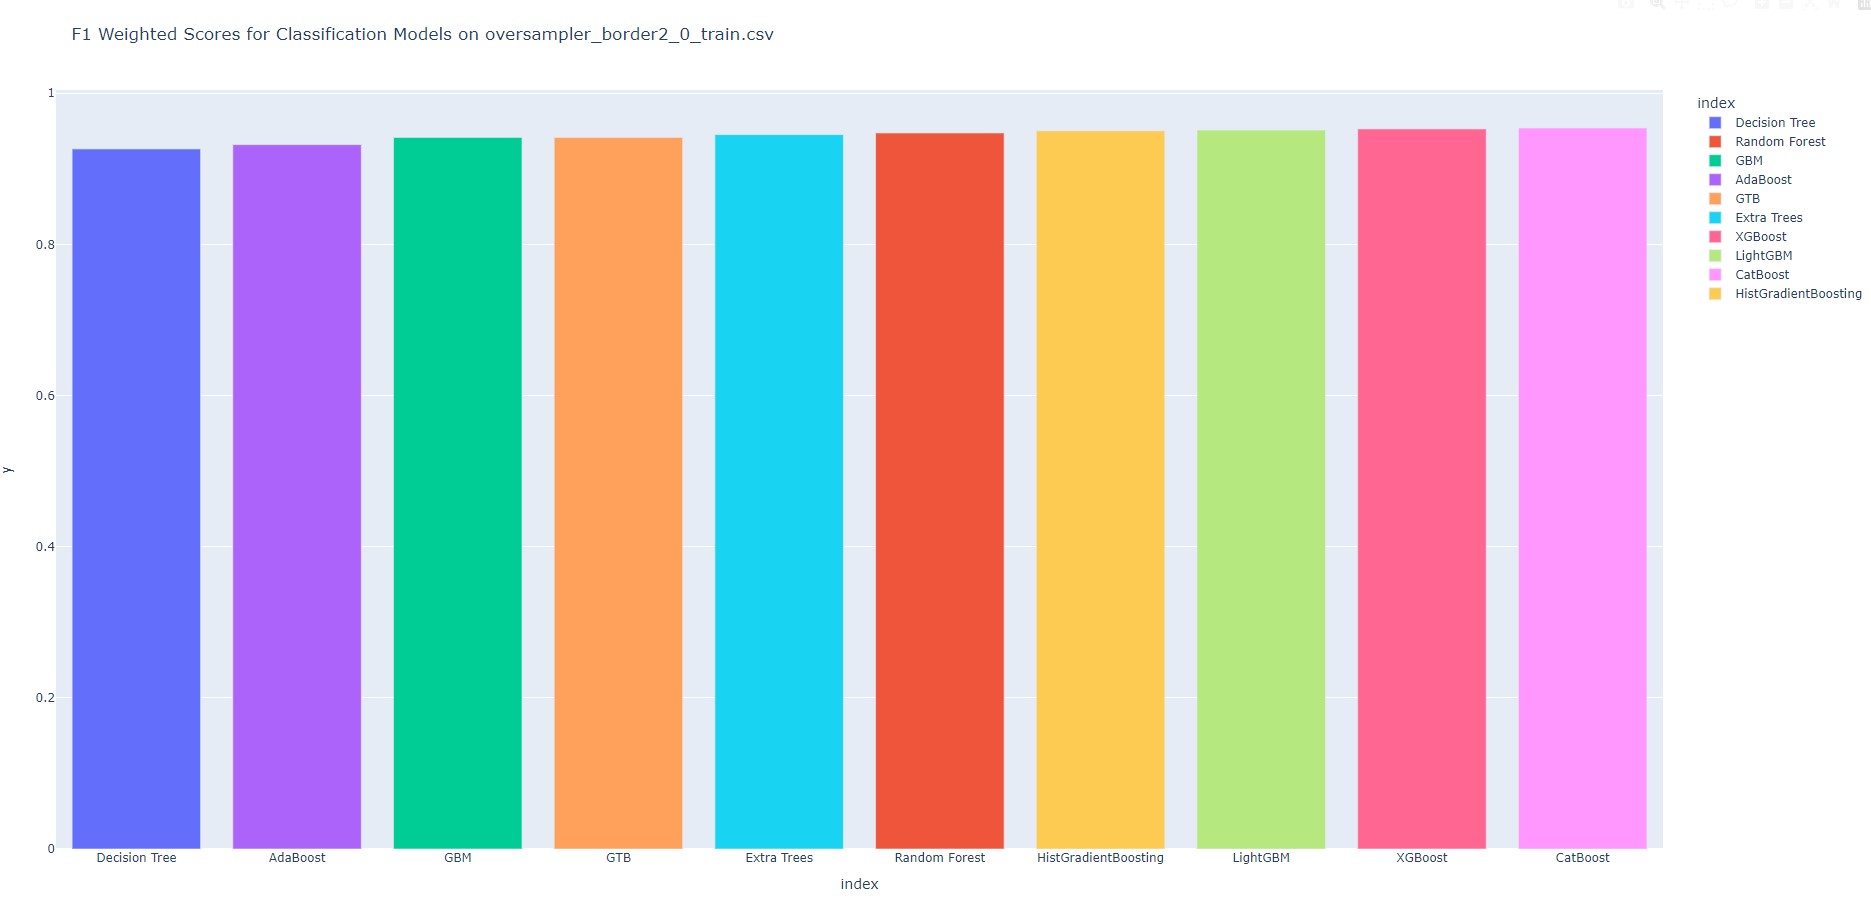 F1 Weighted Scores for Classification Models on oversampler_border2_0_train.csv
1
0.8
0.6
0.4
0.2
0
y
Decision Tree
AdaBoost
GBM
GTB
Extra Trees
Random Forest
HistGradientBoosting
LightGBM
XGBoost
CatBoost
index
index
Decision Tree
Random Forest
GBM
AdaBoost
GTB
Extra Trees
XGBoost
LightGBM
CatBoost
HistGradientBoosting